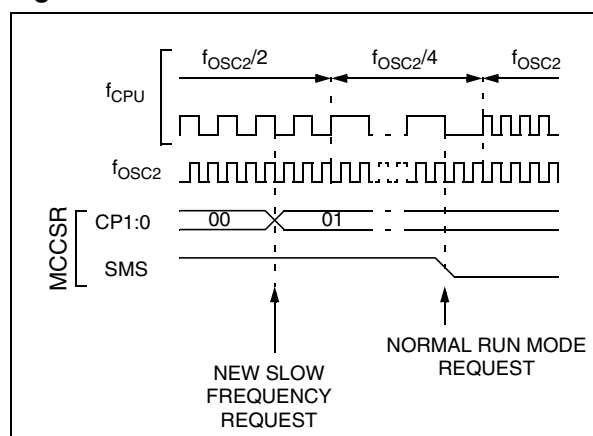 fOSC2/2 fOSC2/4 fOSC2
fCPU
fOSC2
MCCSR
CP1:0 00 01
SMS
NEW SLOW
FREQUENCY
REQUEST
NORMAL RUN MODE
REQUEST